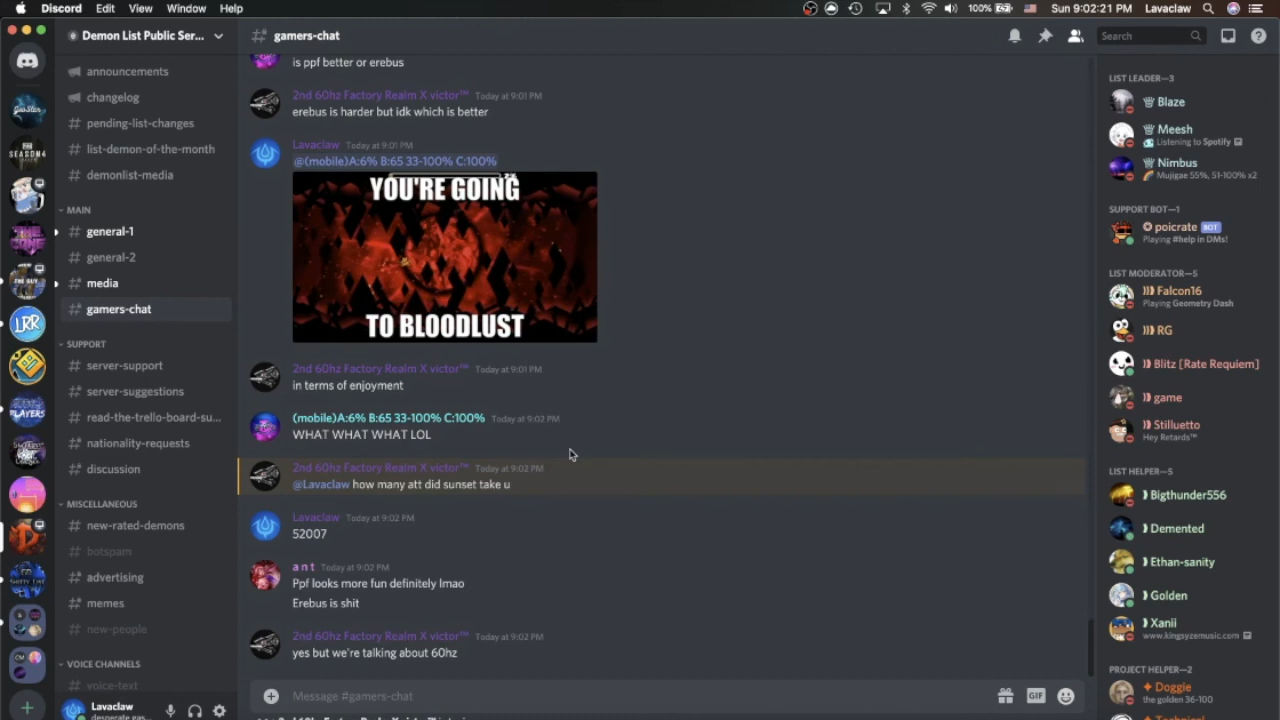 Discord Edit View Window Help
100% Sun 9:02:21 PM Lavaclaw
Demon List Public Ser...
gamers-chat
Search
announcements
changelog
pending-list-changes
list-demon-of-the-month
demonlist-media
MAIN
general-1
general-2
media
gamers-chat
SUPPORT
server-support
server-suggestions
read-the-trello-board-su...
nationality-requests
discussion
MISCELLANEOUS
new-rated-demons
botspam
advertising
memes
new-people
VOICE CHANNELS
voice-text
Lavaclaw
is ppf better or erebus
2nd 60hz Factory Realm X victor™ Today at 9:01 PM
erebus is harder but idk which is better
Lavaclaw Today at 9:01 PM
@(mobile)A:6% B:65 33-100% C:100%
YOU'RE GOING
TO BLOODLUST
2nd 60hz Factory Realm X victor™ Today at 9:01 PM
in terms of enjoyment
(mobile)A:6% B:65 33-100% C:100% Today at 9:02 PM
WHAT WHAT WHAT LOL
2nd 60hz Factory Realm X victor™ Today at 9:02 PM
@Lavaclaw how many att did sunset take u
Lavaclaw Today at 9:02 PM
52007
a n t Today at 9:02 PM
Ppf looks more fun definitely lmao
Erebus is shit
2nd 60hz Factory Realm X victor™ Today at 9:02 PM
yes but we're talking about 60hz
Message #gamers-chat
GIF
LIST LEADER—3
Blaze
Meesh
Listening to Spotify
Nimbus
Mujigae 55%, 51-100% x2
SUPPORT BOT—1
poicrate BOT
Playing #help in DMs!
LIST MODERATOR—5
Falcon16
Playing Geometry Dash
RG
Blitz [Rate Requiem]
game
Stilluetto
Hey Retards™
LIST HELPER—5
Bigthunder556
Demented
Ethan-sanity
Golden
Xanii
www.kingsyzemusic.com
PROJECT HELPER—2
Doggie
the golden 36-100